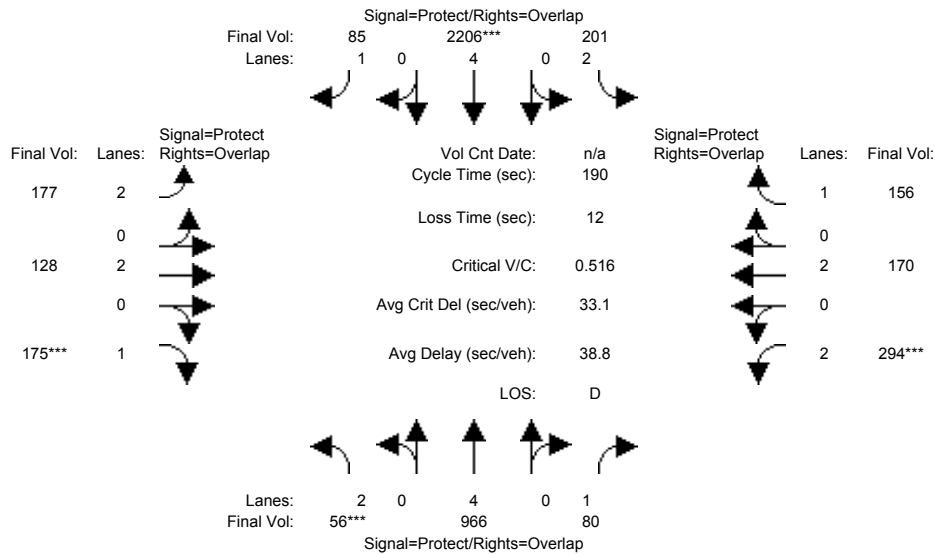 Signal=Protect/Rights=Overlap
Final Vol: 85 2206*** 201
Lanes: 1 0 4 0 2
Signal=Protect
Rights=Overlap
Final Vol: Lanes:
177 2
0
128 2
0
175*** 1
Vol Cnt Date: n/a
Cycle Time (sec): 190
Loss Time (sec): 12
Critical V/C: 0.516
Avg Crit Del (sec/veh): 33.1
Avg Delay (sec/veh): 38.8
LOS: D
Signal=Protect
Rights=Overlap
Lanes: Final Vol:
1 156
0
2 170
0
2 294***
Lanes: 2 0 4 0 1
Final Vol: 56*** 966 80
Signal=Protect/Rights=Overlap